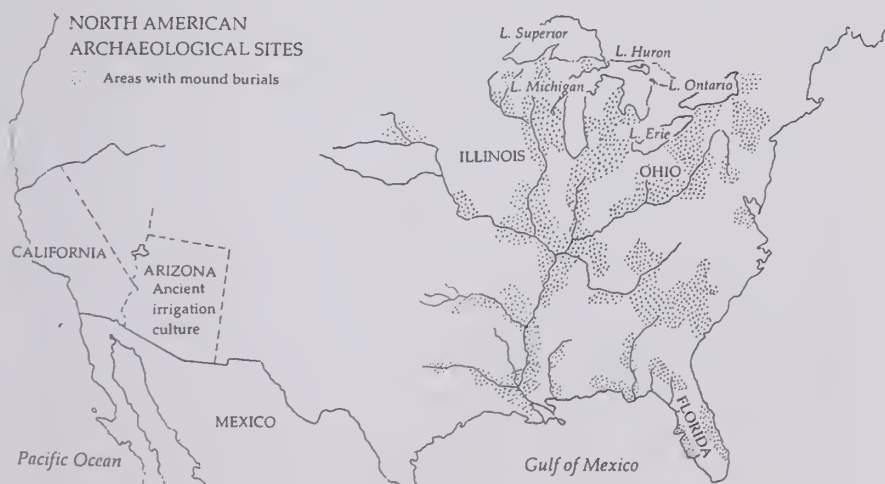 NORTH AMERICAN
ARCHAEOLOGICAL SITES
Areas with mound burials
L. Superior
L. Huron
L. Michigan
L. Ontario
L. Erie
ILLINOIS
OHIO
CALIFORNIA
ARIZONA
Ancient
irrigation
culture
MEXICO
FLORIDA
Pacific Ocean
Gulf of Mexico